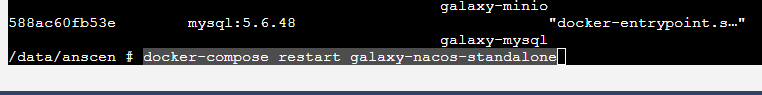 galaxy-minio
588ac60fb53e mysql:5.6.48 "docker-entrypoint.s…"
galaxy-mysql
/data/anscen # docker-compose restart galaxy-nacos-standalone